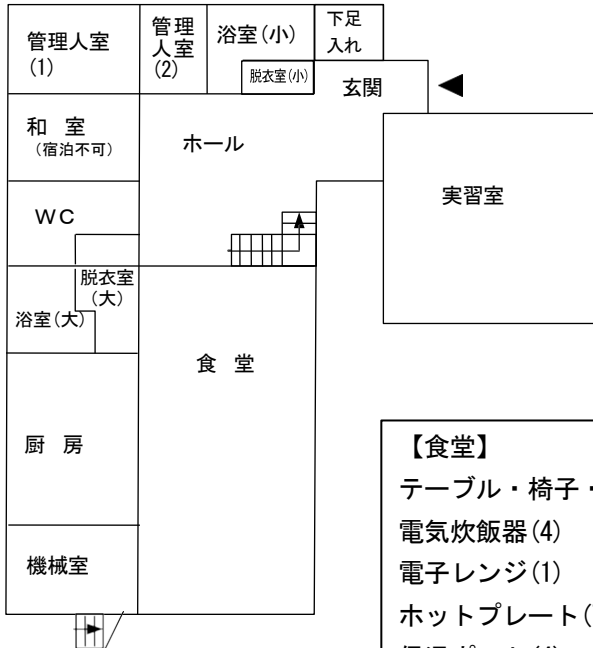 管理人室
(1)
管理
人室
(2)
浴室(小)
下足
入れ
脱衣室(小)
玄関
和 室
(宿泊不可)
ホール
実習室
WC
脱衣室
(大)
浴室(大)
食 堂
厨 房
機械室
【食堂】
テーブル・椅子・
電気炊飯器(4)
電子レンジ(1)
ホットプレート(